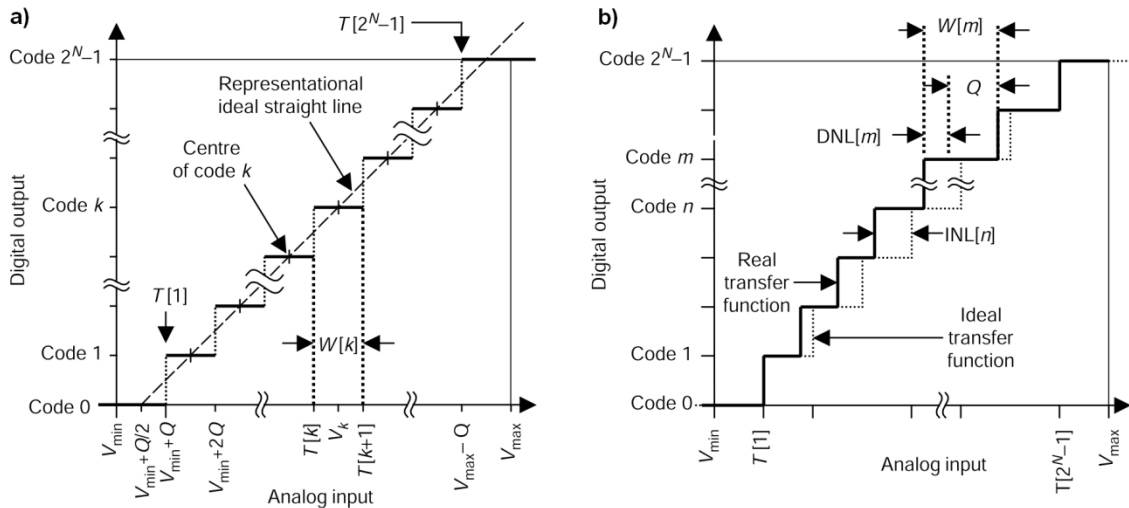 a)
T[2^N–1]
Code 2^N–1
Representational
ideal straight line
Centre
of code k
Code k
T[1]
W[k]
Code 1
Code 0
Digital output
V_min
V_min+Q/2
V_min+Q
V_min+2Q
T[k]
V_k
T[k+1]
V_max–Q
V_max
Analog input
b)
W[m]
Code 2^N–1
Q
DNL[m]
Code m
Code n
INL[n]
Real
transfer
function
Ideal
transfer
function
Code 1
Code 0
Digital output
V_min
T[1]
T[2^N–1]
V_max
Analog input